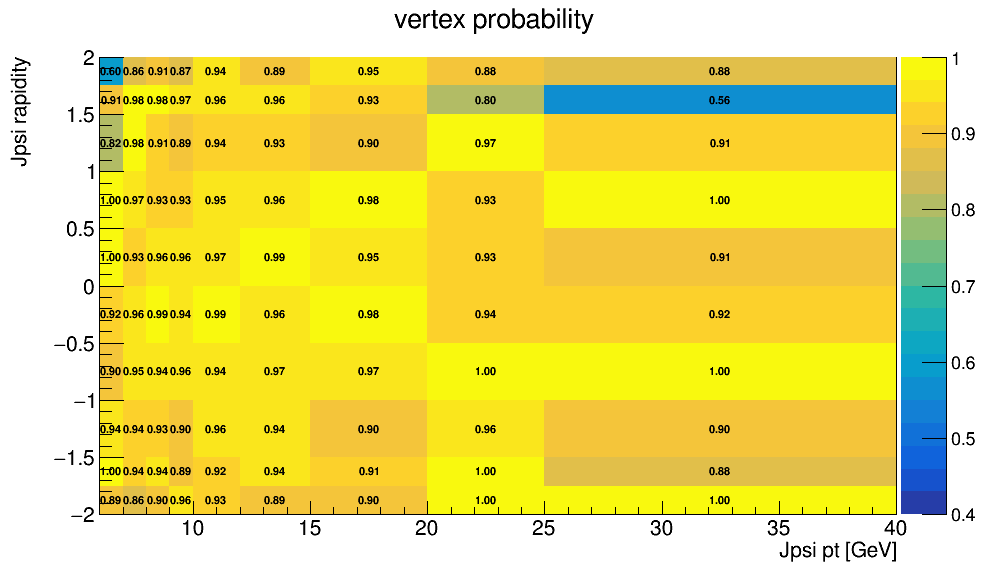 vertex probability
Jpsi rapidity
2
1.5
1
0.5
0
−0.5
−1
−1.5
−2
0.60 0.86 0.91 0.87 0.94 0.89 0.95 0.88 0.88
0.91 0.98 0.98 0.97 0.96 0.96 0.93 0.80 0.56
0.82 0.98 0.91 0.89 0.94 0.93 0.90 0.97 0.91
1.00 0.97 0.93 0.93 0.95 0.96 0.98 0.93 1.00
1.00 0.93 0.96 0.96 0.97 0.99 0.95 0.93 0.91
0.92 0.96 0.99 0.94 0.99 0.96 0.98 0.94 0.92
0.90 0.95 0.94 0.96 0.94 0.97 0.97 1.00 1.00
0.94 0.94 0.93 0.90 0.96 0.94 0.90 0.96 0.90
1.00 0.94 0.94 0.89 0.92 0.94 0.91 1.00 0.88
0.89 0.86 0.90 0.96 0.93 0.89 0.90 1.00 1.00
10 15 20 25 30 35 40
Jpsi pt [GeV]
1
0.9
0.8
0.7
0.6
0.5
0.4